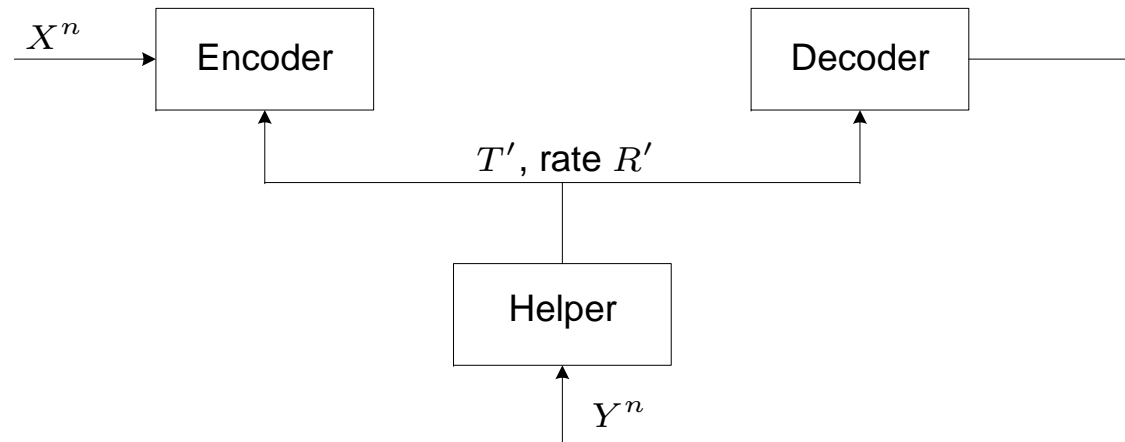 X^n
Encoder
Decoder
T′, rate R′
Helper
Y^n